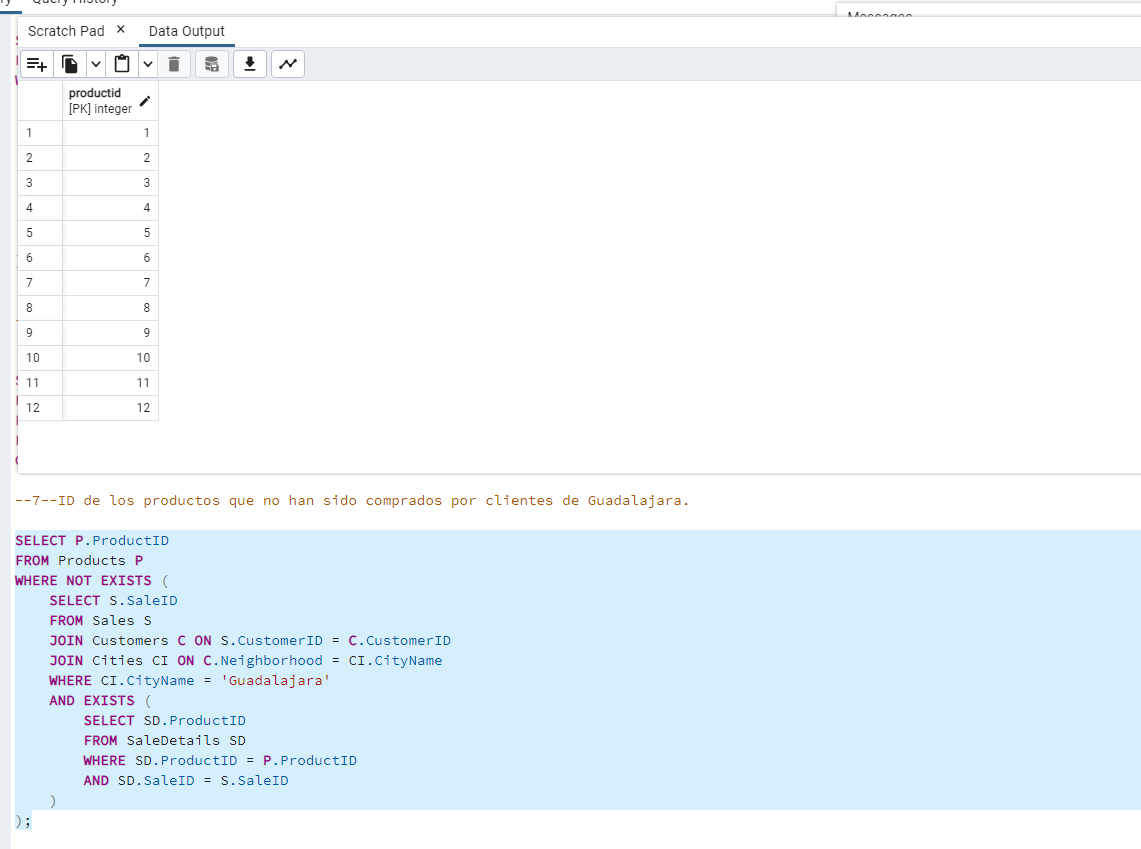 Query History
Messages
Scratch Pad × Data Output
productid
[PK] integer
1 1
2 2
3 3
4 4
5 5
6 6
7 7
8 8
9 9
10 10
11 11
12 12
--7--ID de los productos que no han sido comprados por clientes de Guadalajara.
SELECT P.ProductID
FROM Products P
WHERE NOT EXISTS (
SELECT S.SaleID
FROM Sales S
JOIN Customers C ON S.CustomerID = C.CustomerID
JOIN Cities CI ON C.Neighborhood = CI.CityName
WHERE CI.CityName = 'Guadalajara'
AND EXISTS (
SELECT SD.ProductID
FROM SaleDetails SD
WHERE SD.ProductID = P.ProductID
AND SD.SaleID = S.SaleID
)
);